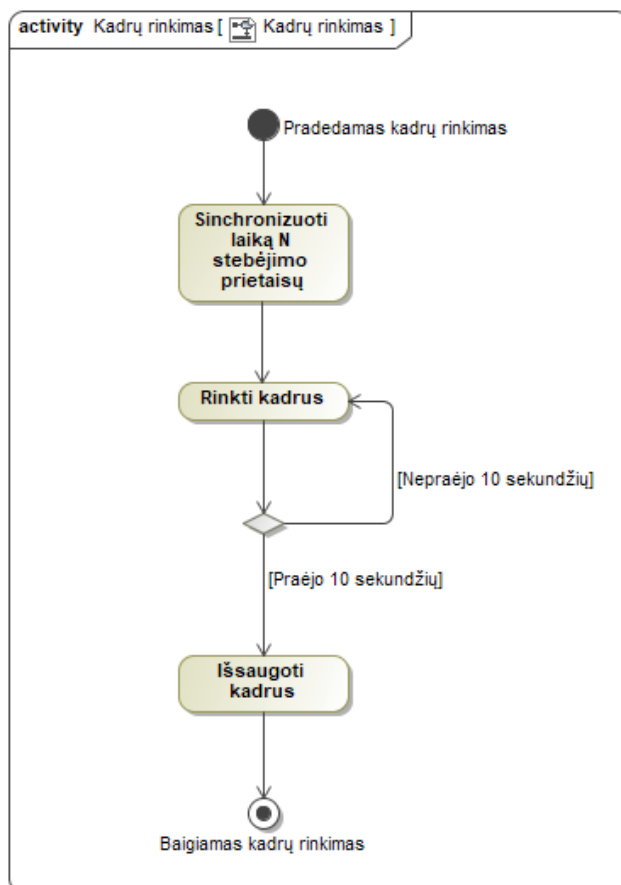 activity Kadrų rinkimas [ Kadrų rinkimas ]
Pradedamas kadrų rinkimas
Sinchronizuoti
laiką N
stebėjimo
prietaisų
Rinkti kadrus
[Nepraėjo 10 sekundžių]
[Praėjo 10 sekundžių]
Išsaugoti
kadrus
Baigiamas kadrų rinkimas